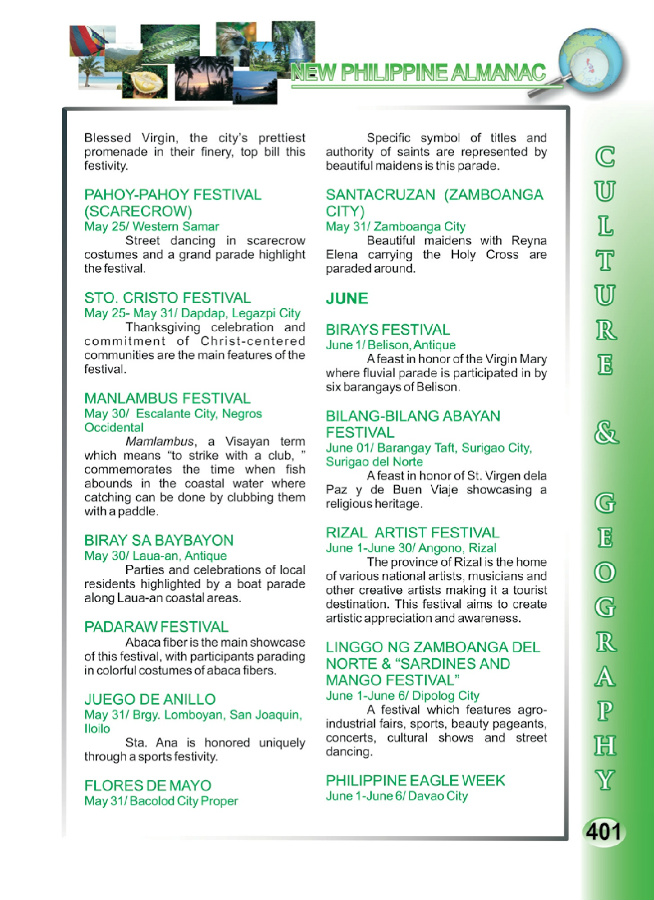 NEW PHILIPPINE ALMANAC
Blessed Virgin, the city's prettiest
promenade in their finery, top bill this
festivity.
PAHOY-PAHOY FESTIVAL
(SCARECROW)
May 25/ Western Samar
Street dancing in scarecrow
costumes and a grand parade highlight
the festival.
STO. CRISTO FESTIVAL
May 25- May 31/ Dapdap, Legazpi City
Thanksgiving celebration and
commitment of Christ-centered
communities are the main features of the
festival.
MANLAMBUS FESTIVAL
May 30/ Escalante City, Negros
Occidental
Mamlambus, a Visayan term
which means "to strike with a club, "
commemorates the time when fish
abounds in the coastal water where
catching can be done by clubbing them
with a paddle.
BIRAY SA BAYBAYON
May 30/ Laua-an, Antique
Parties and celebrations of local
residents highlighted by a boat parade
along Laua-an coastal areas.
PADARAW FESTIVAL
Abaca fiber is the main showcase
of this festival, with participants parading
in colorful costumes of abaca fibers.
JUEGO DE ANILLO
May 31/ Brgy. Lomboyan, San Joaquin,
Iloilo
Sta. Ana is honored uniquely
through a sports festivity.
FLORES DE MAYO
May 31/ Bacolod City Proper
Specific symbol of titles and
authority of saints are represented by
beautiful maidens is this parade.
SANTACRUZAN (ZAMBOANGA
CITY)
May 31/ Zamboanga City
Beautiful maidens with Reyna
Elena carrying the Holy Cross are
paraded around.
JUNE
BIRAYS FESTIVAL
June 1/ Belison, Antique
A feast in honor of the Virgin Mary
where fluvial parade is participated in by
six barangays of Belison.
BILANG-BILANG ABAYAN
FESTIVAL
June 01/ Barangay Taft, Surigao City,
Surigao del Norte
A feast in honor of St. Virgen dela
Paz y de Buen Viaje showcasing a
religious heritage.
RIZAL ARTIST FESTIVAL
June 1-June 30/ Angono, Rizal
The province of Rizal is the home
of various national artists, musicians and
other creative artists making it a tourist
destination. This festival aims to create
artistic appreciation and awareness.
LINGGO NG ZAMBOANGA DEL
NORTE & "SARDINES AND
MANGO FESTIVAL"
June 1-June 6/ Dipolog City
A festival which features agro-
industrial fairs, sports, beauty pageants,
concerts, cultural shows and street
dancing.
PHILIPPINE EAGLE WEEK
June 1-June 6/ Davao City
CULTURE & GEOGRAPHY
401